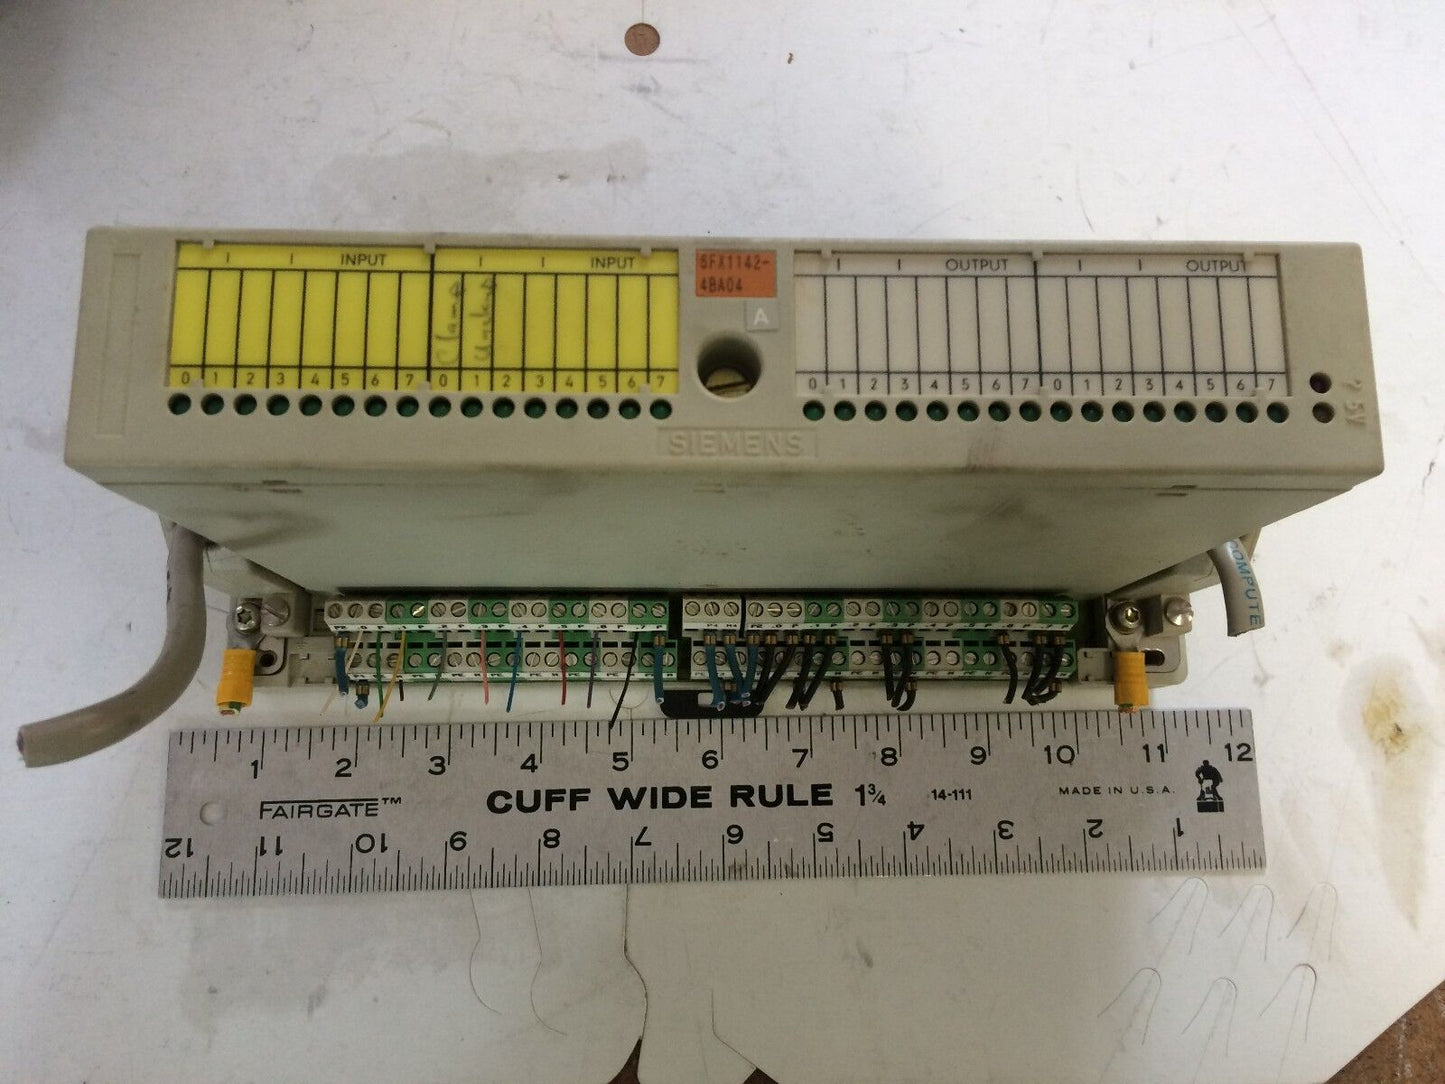 I I INPUT I I INPUT
Clamp
Unclamp
0 1 2 3 4 5 6 7 0 1 2 3 4 5 6 7
6FX1142-
4BA04
A
I I OUTPUT I I OUTPUT
0 1 2 3 4 5 6 7 0 1 2 3 4 5 6 7
5V
SIEMENS
COMPUTE
1 2 3 4 5 6 7 8 9 10 11 12
FAIRGATE™ CUFF WIDE RULE 1¾ 14-111 MADE IN U.S.A.
12 11 10 9 8 7 6 5 4 3 2 1